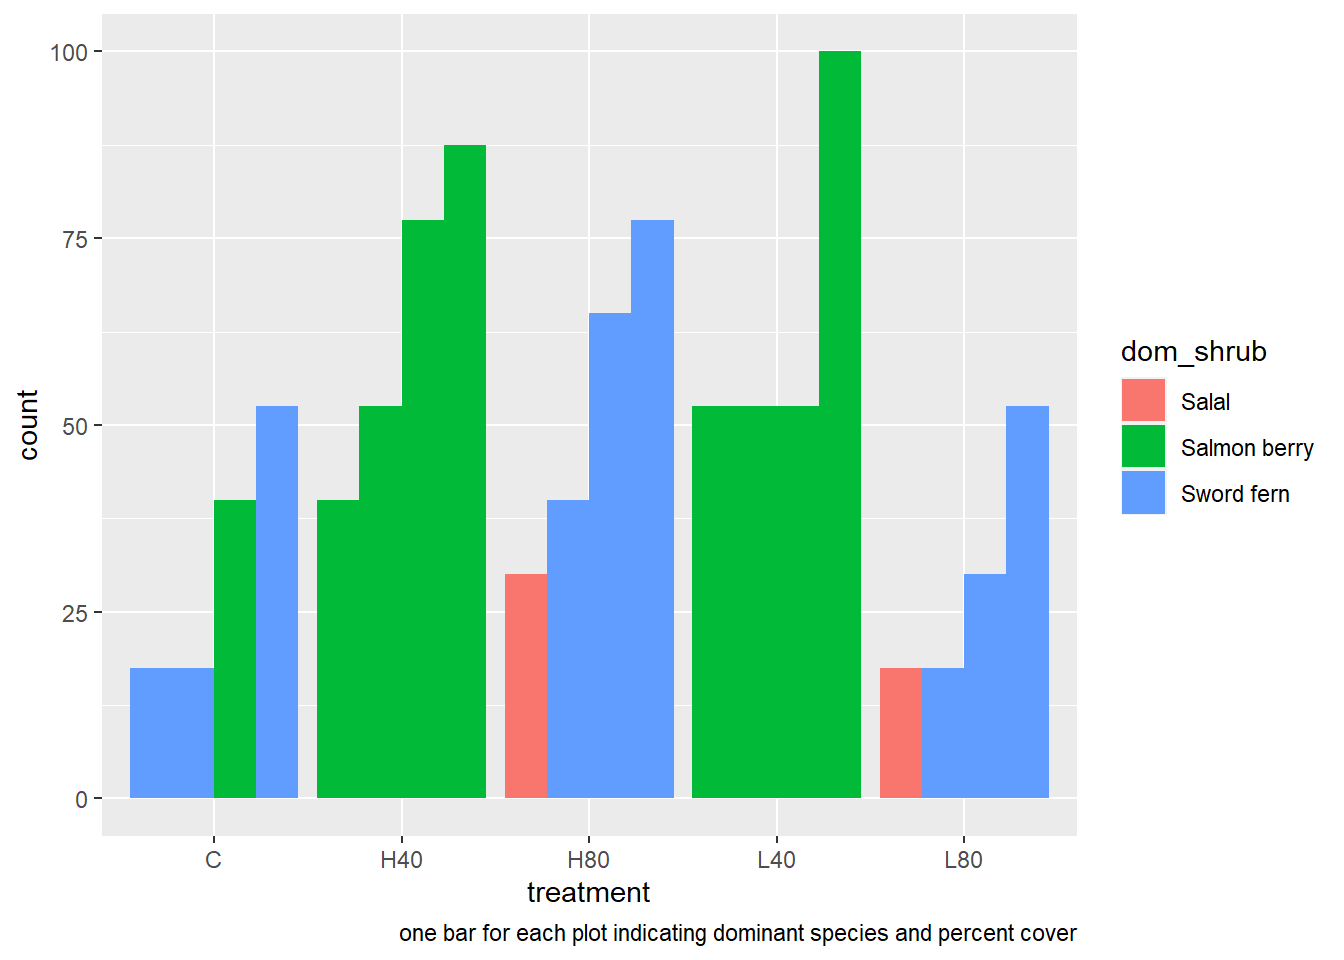 100
75
50
25
0
count
C
H40
H80
L40
L80
treatment
one bar for each plot indicating dominant species and percent cover
dom_shrub
Salal
Salmon berry
Sword fern